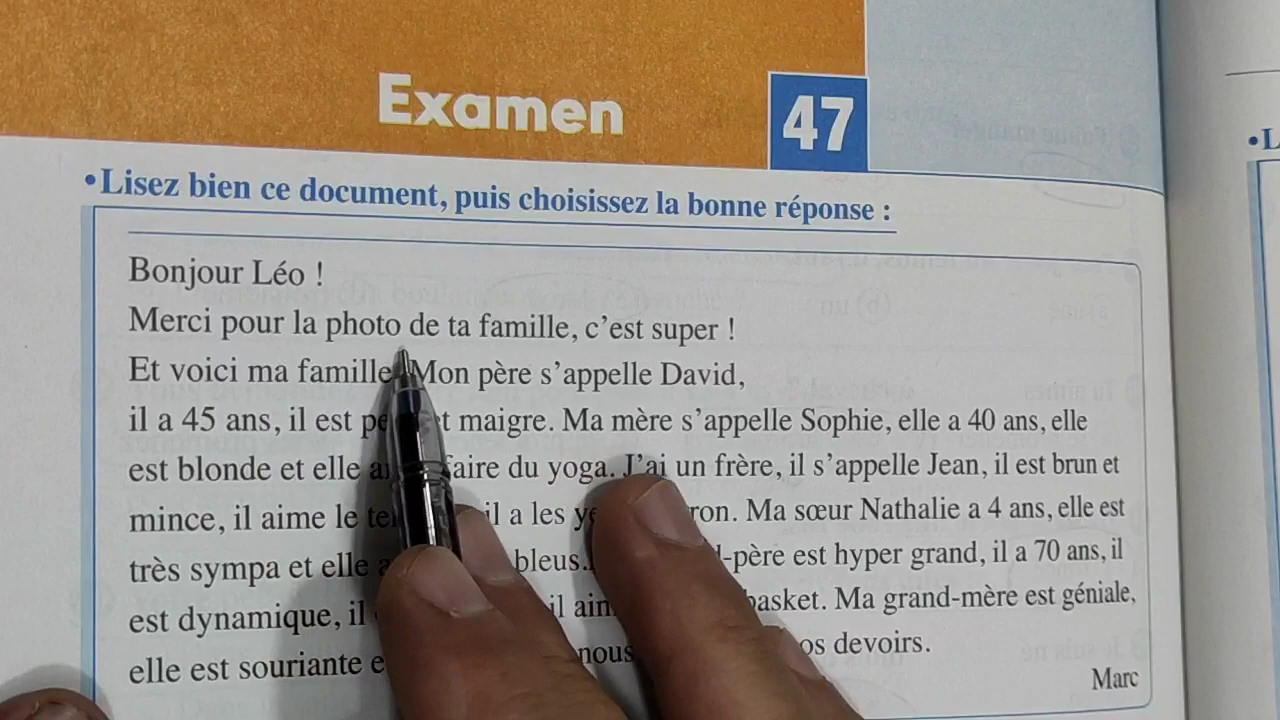 Examen 47
•Lisez bien ce document, puis choisissez la bonne réponse :
Bonjour Léo !
Merci pour la photo de ta famille, c'est super !
Et voici ma famille Mon père s'appelle David,
il a 45 ans, il est maigre. Ma mère s'appelle Sophie, elle a 40 ans, elle
est blonde et elle faire du yoga. J'ai un frère, il s'appelle Jean, il est brun et
mince, il aime le il a les Ma sœur Nathalie a 4 ans, elle est
très sympa et elle bleus. -père est hyper grand, il a 70 ans, il
est dynamique, il il basket. Ma grand-mère est géniale,
elle est souriante nous devoirs.
Marc
•L